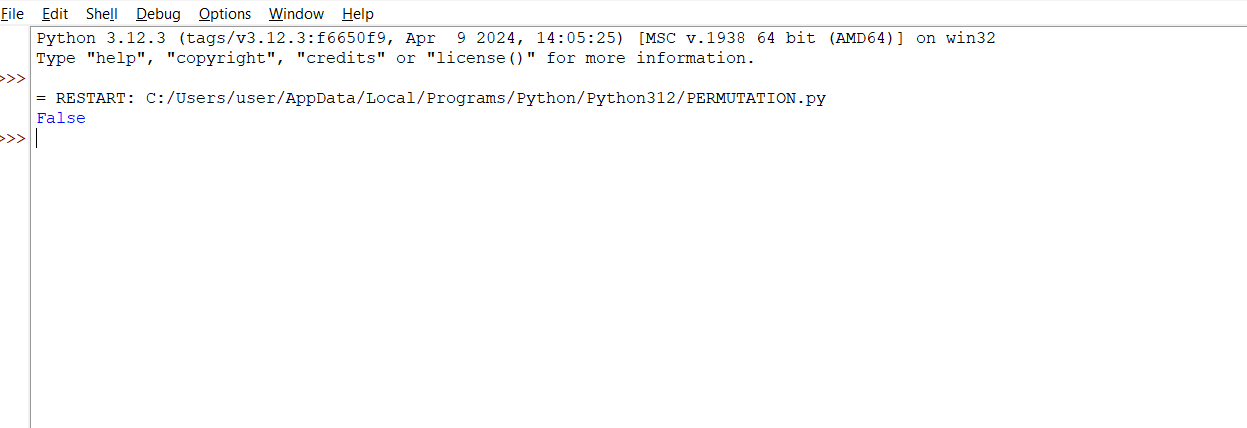 File Edit Shell Debug Options Window Help
Python 3.12.3 (tags/v3.12.3:f6650f9, Apr  9 2024, 14:05:25) [MSC v.1938 64 bit (AMD64)] on win32
Type "help", "copyright", "credits" or "license()" for more information.
>>>
= RESTART: C:/Users/user/AppData/Local/Programs/Python/Python312/PERMUTATION.py
False
>>>